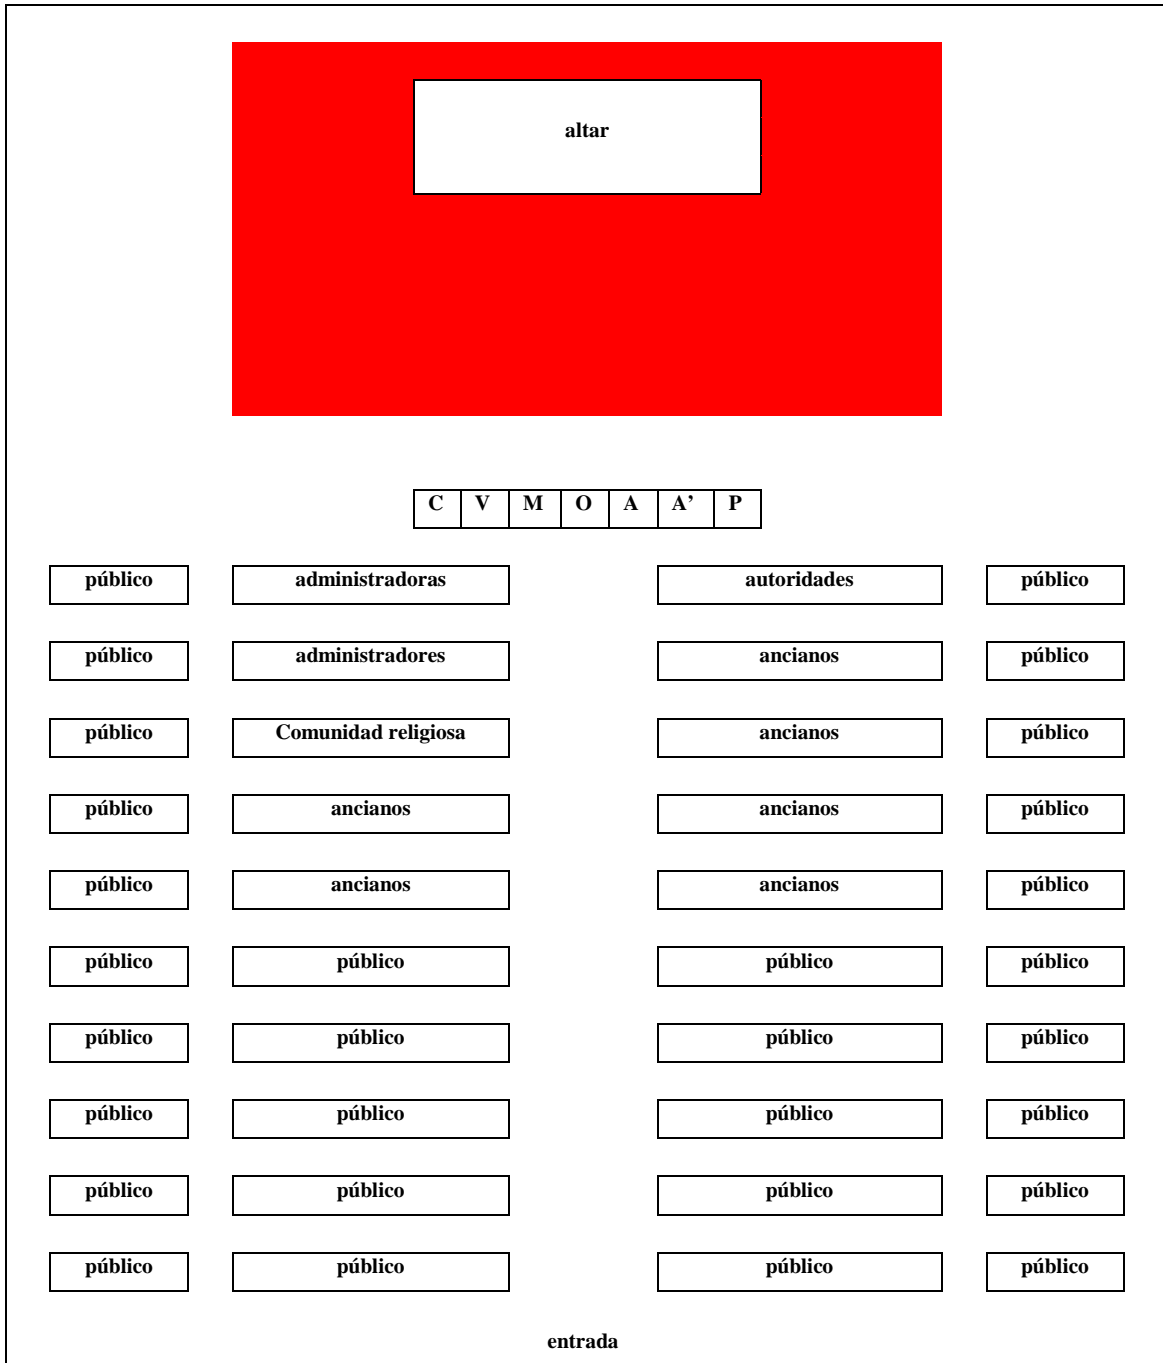 altar
C V M O A A’ P
público administradoras autoridades público
público administradores ancianos público
público Comunidad religiosa ancianos público
público ancianos ancianos público
público ancianos ancianos público
público público público público
público público público público
público público público público
público público público público
público público público público
entrada